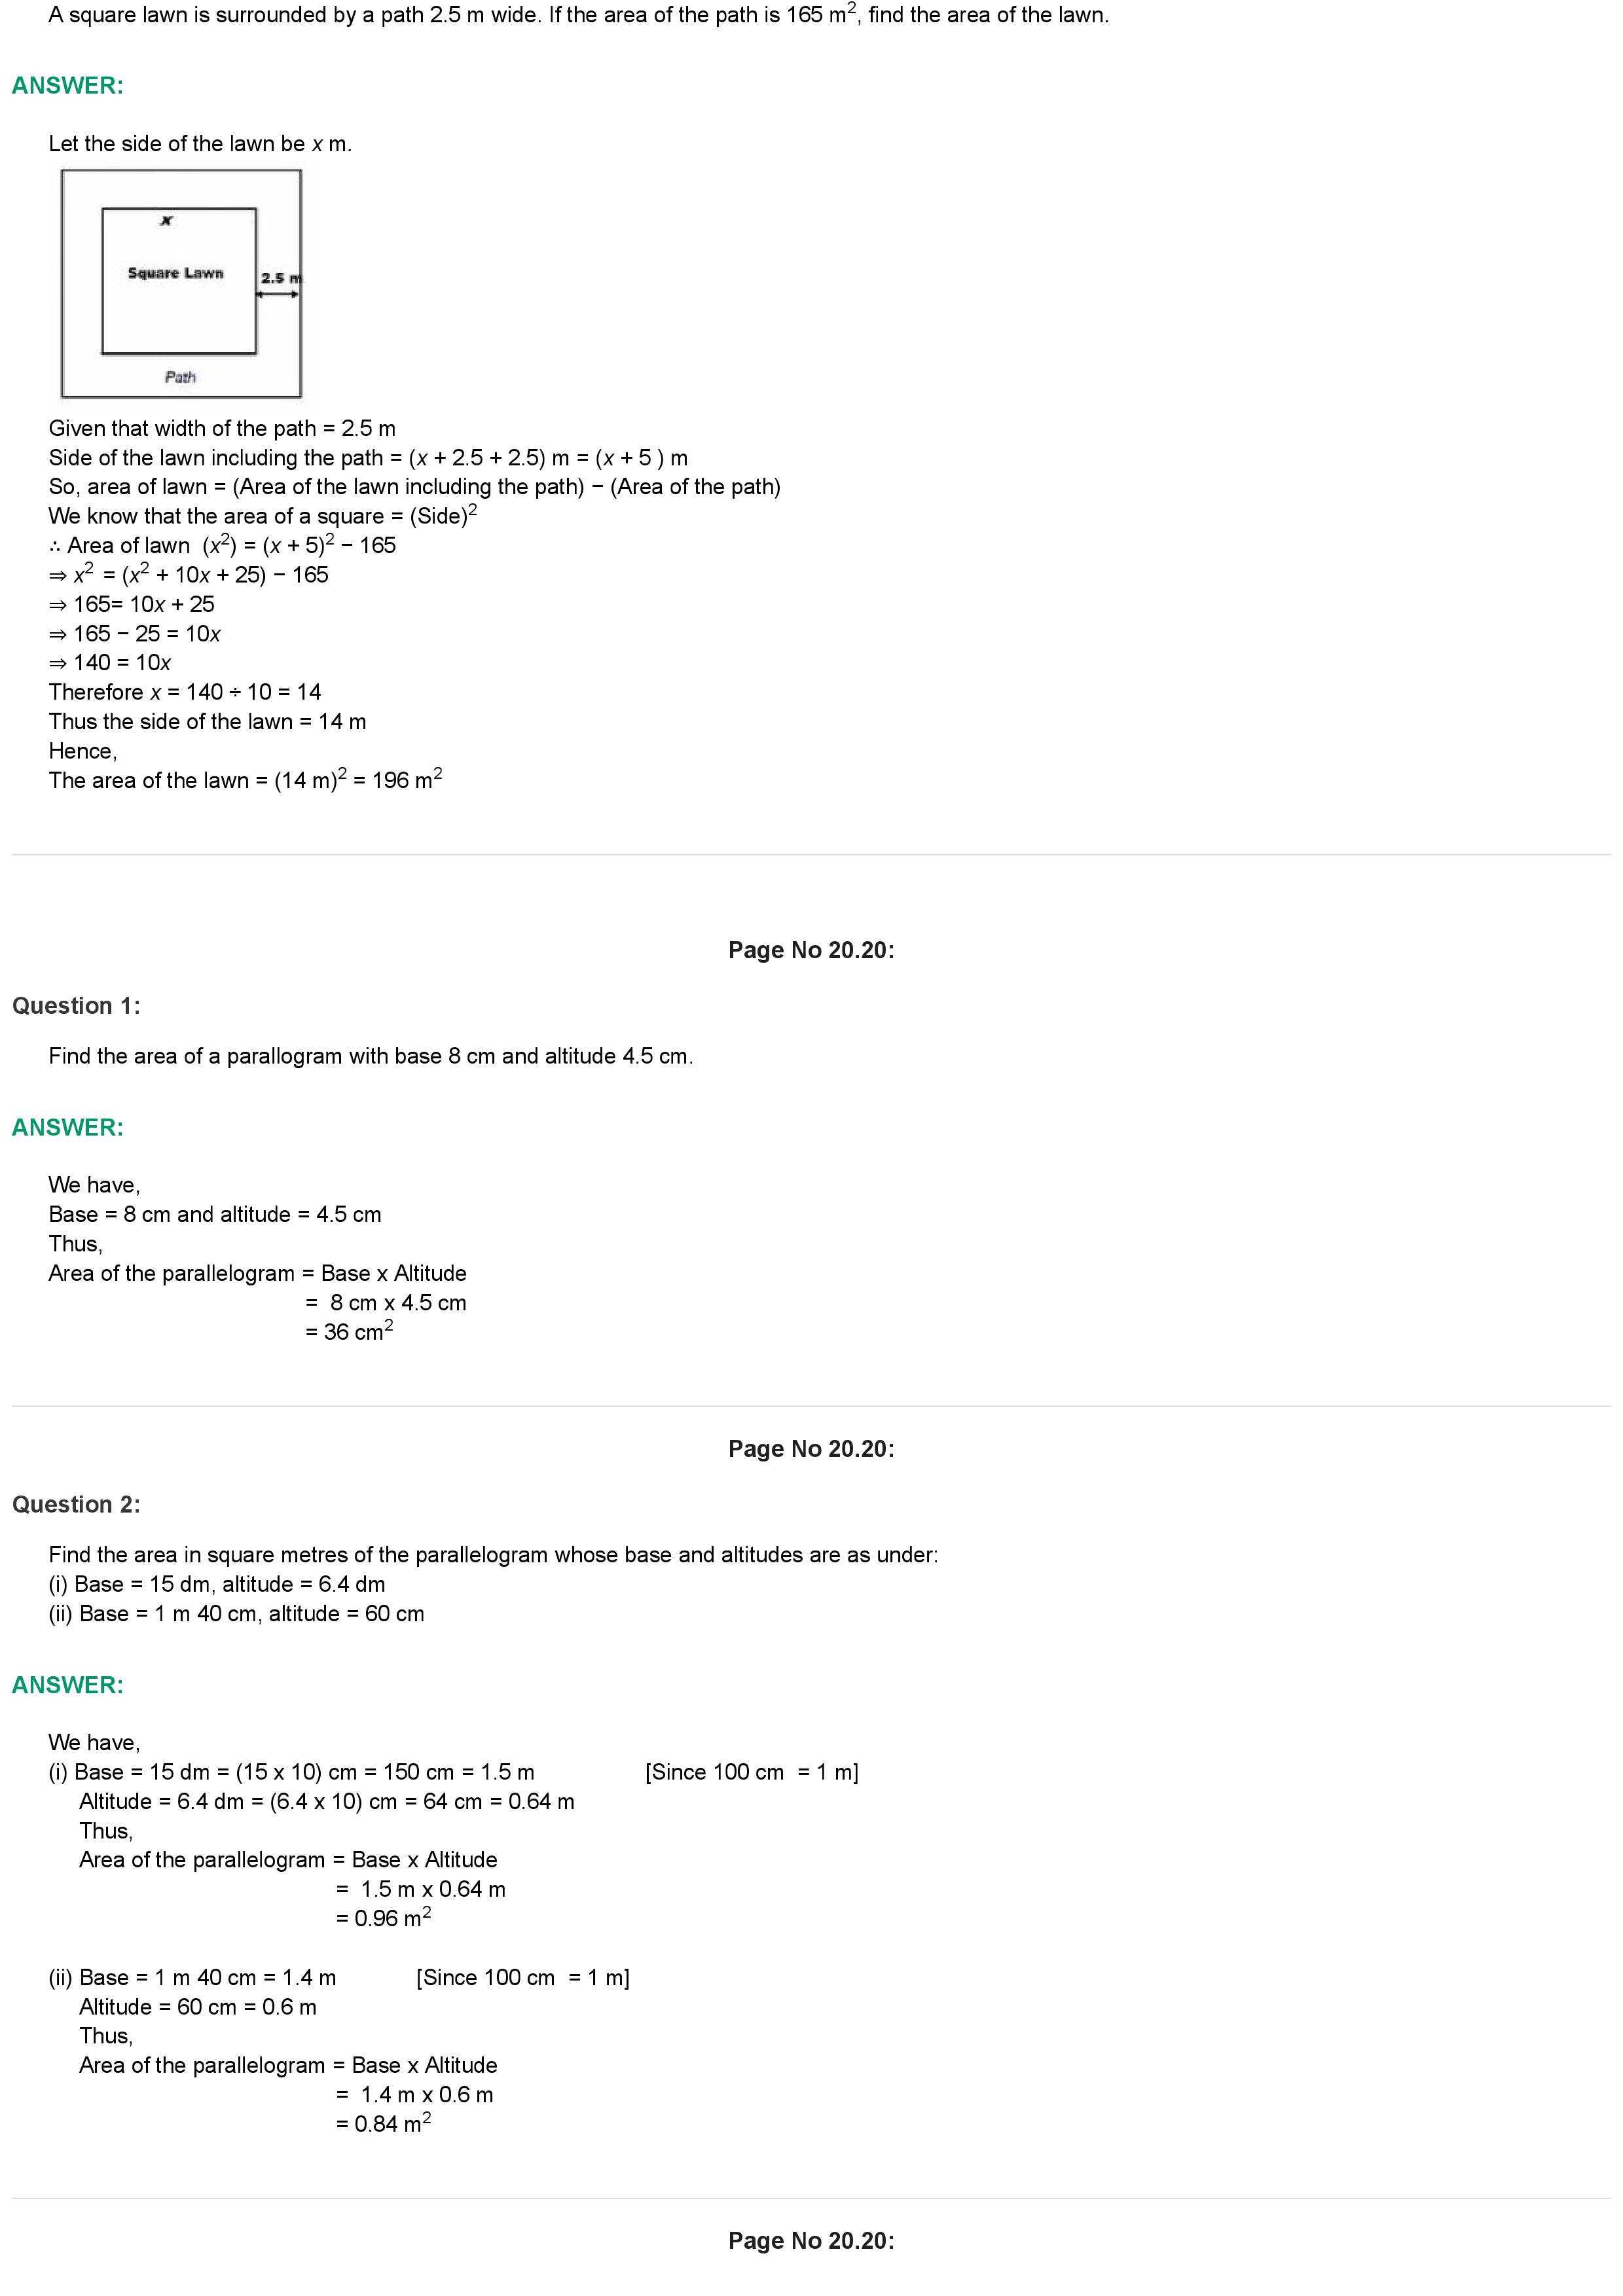 A square lawn is surrounded by a path 2.5 m wide. If the area of the path is 165 m², find the area of the lawn.
ANSWER:
Let the side of the lawn be x m.
x
Square Lawn
2.5 m
Path
Given that width of the path = 2.5 m
Side of the lawn including the path = (x + 2.5 + 2.5) m = (x + 5 ) m
So, area of lawn = (Area of the lawn including the path) − (Area of the path)
We know that the area of a square = (Side)²
∴ Area of lawn (x²) = (x + 5)² − 165
⇒ x² = (x² + 10x + 25) − 165
⇒ 165= 10x + 25
⇒ 165 − 25 = 10x
⇒ 140 = 10x
Therefore x = 140 ÷ 10 = 14
Thus the side of the lawn = 14 m
Hence,
The area of the lawn = (14 m)² = 196 m²
Page No 20.20:
Question 1:
Find the area of a parallogram with base 8 cm and altitude 4.5 cm.
ANSWER:
We have,
Base = 8 cm and altitude = 4.5 cm
Thus,
Area of the parallelogram = Base x Altitude
= 8 cm x 4.5 cm
= 36 cm²
Page No 20.20:
Question 2:
Find the area in square metres of the parallelogram whose base and altitudes are as under:
(i) Base = 15 dm, altitude = 6.4 dm
(ii) Base = 1 m 40 cm, altitude = 60 cm
ANSWER:
We have,
(i) Base = 15 dm = (15 x 10) cm = 150 cm = 1.5 m [Since 100 cm = 1 m]
Altitude = 6.4 dm = (6.4 x 10) cm = 64 cm = 0.64 m
Thus,
Area of the parallelogram = Base x Altitude
= 1.5 m x 0.64 m
= 0.96 m²
(ii) Base = 1 m 40 cm = 1.4 m [Since 100 cm = 1 m]
Altitude = 60 cm = 0.6 m
Thus,
Area of the parallelogram = Base x Altitude
= 1.4 m x 0.6 m
= 0.84 m²
Page No 20.20: